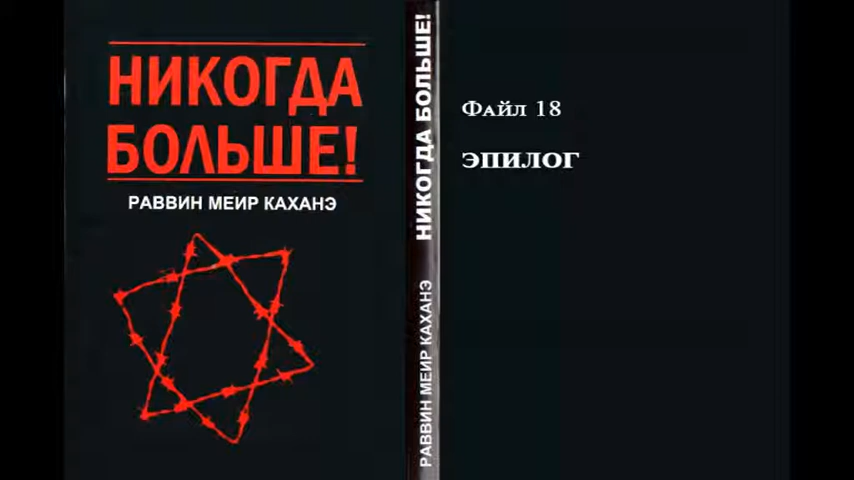 НИКОГДА
БОЛЬШЕ!
РАВВИН МЕИР КАХАНЭ
РАВВИН МЕИР КАХАНЭ НИКОГДА БОЛЬШЕ!
Файл 18
ЭПИЛОГ